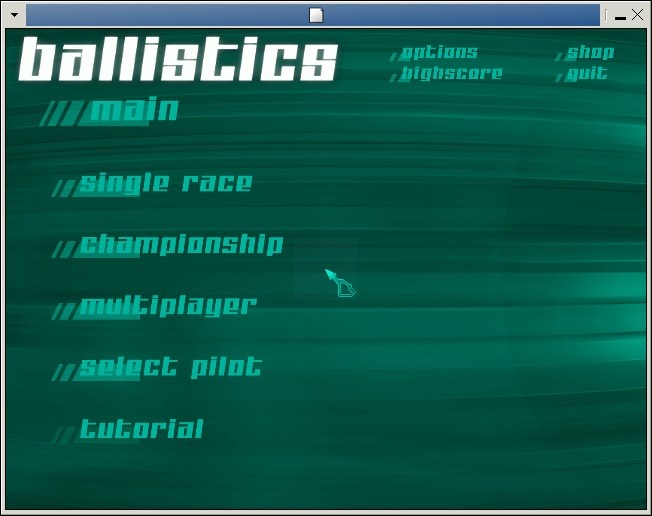 ballistics
options shop
highscore quit
main
single race
championship
multiplayer
select pilot
tutorial